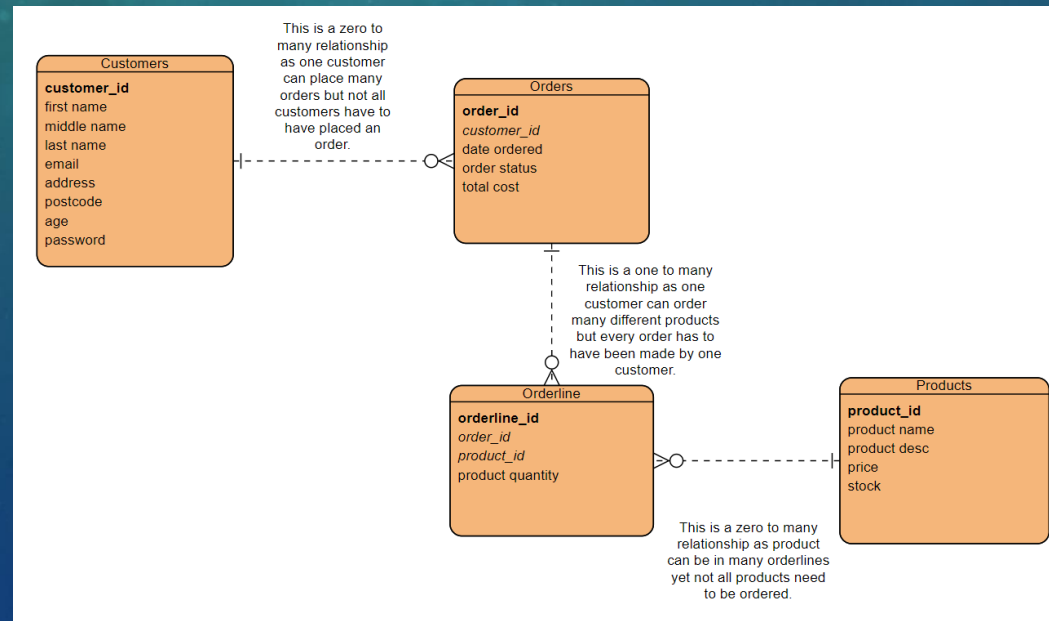 Customers
customer_id
first name
middle name
last name
email
address
postcode
age
password
This is a zero to
many relationship
as one customer
can place many
orders but not all
customers have to
have placed an
order.
Orders
order_id
customer_id
date ordered
order status
total cost
This is a one to many
relationship as one
customer can order
many different products
but every order has to
have been made by one
customer.
Orderline
orderline_id
order_id
product_id
product quantity
Products
product_id
product name
product desc
price
stock
This is a zero to many
relationship as product
can be in many orderlines
yet not all products need
to be ordered.